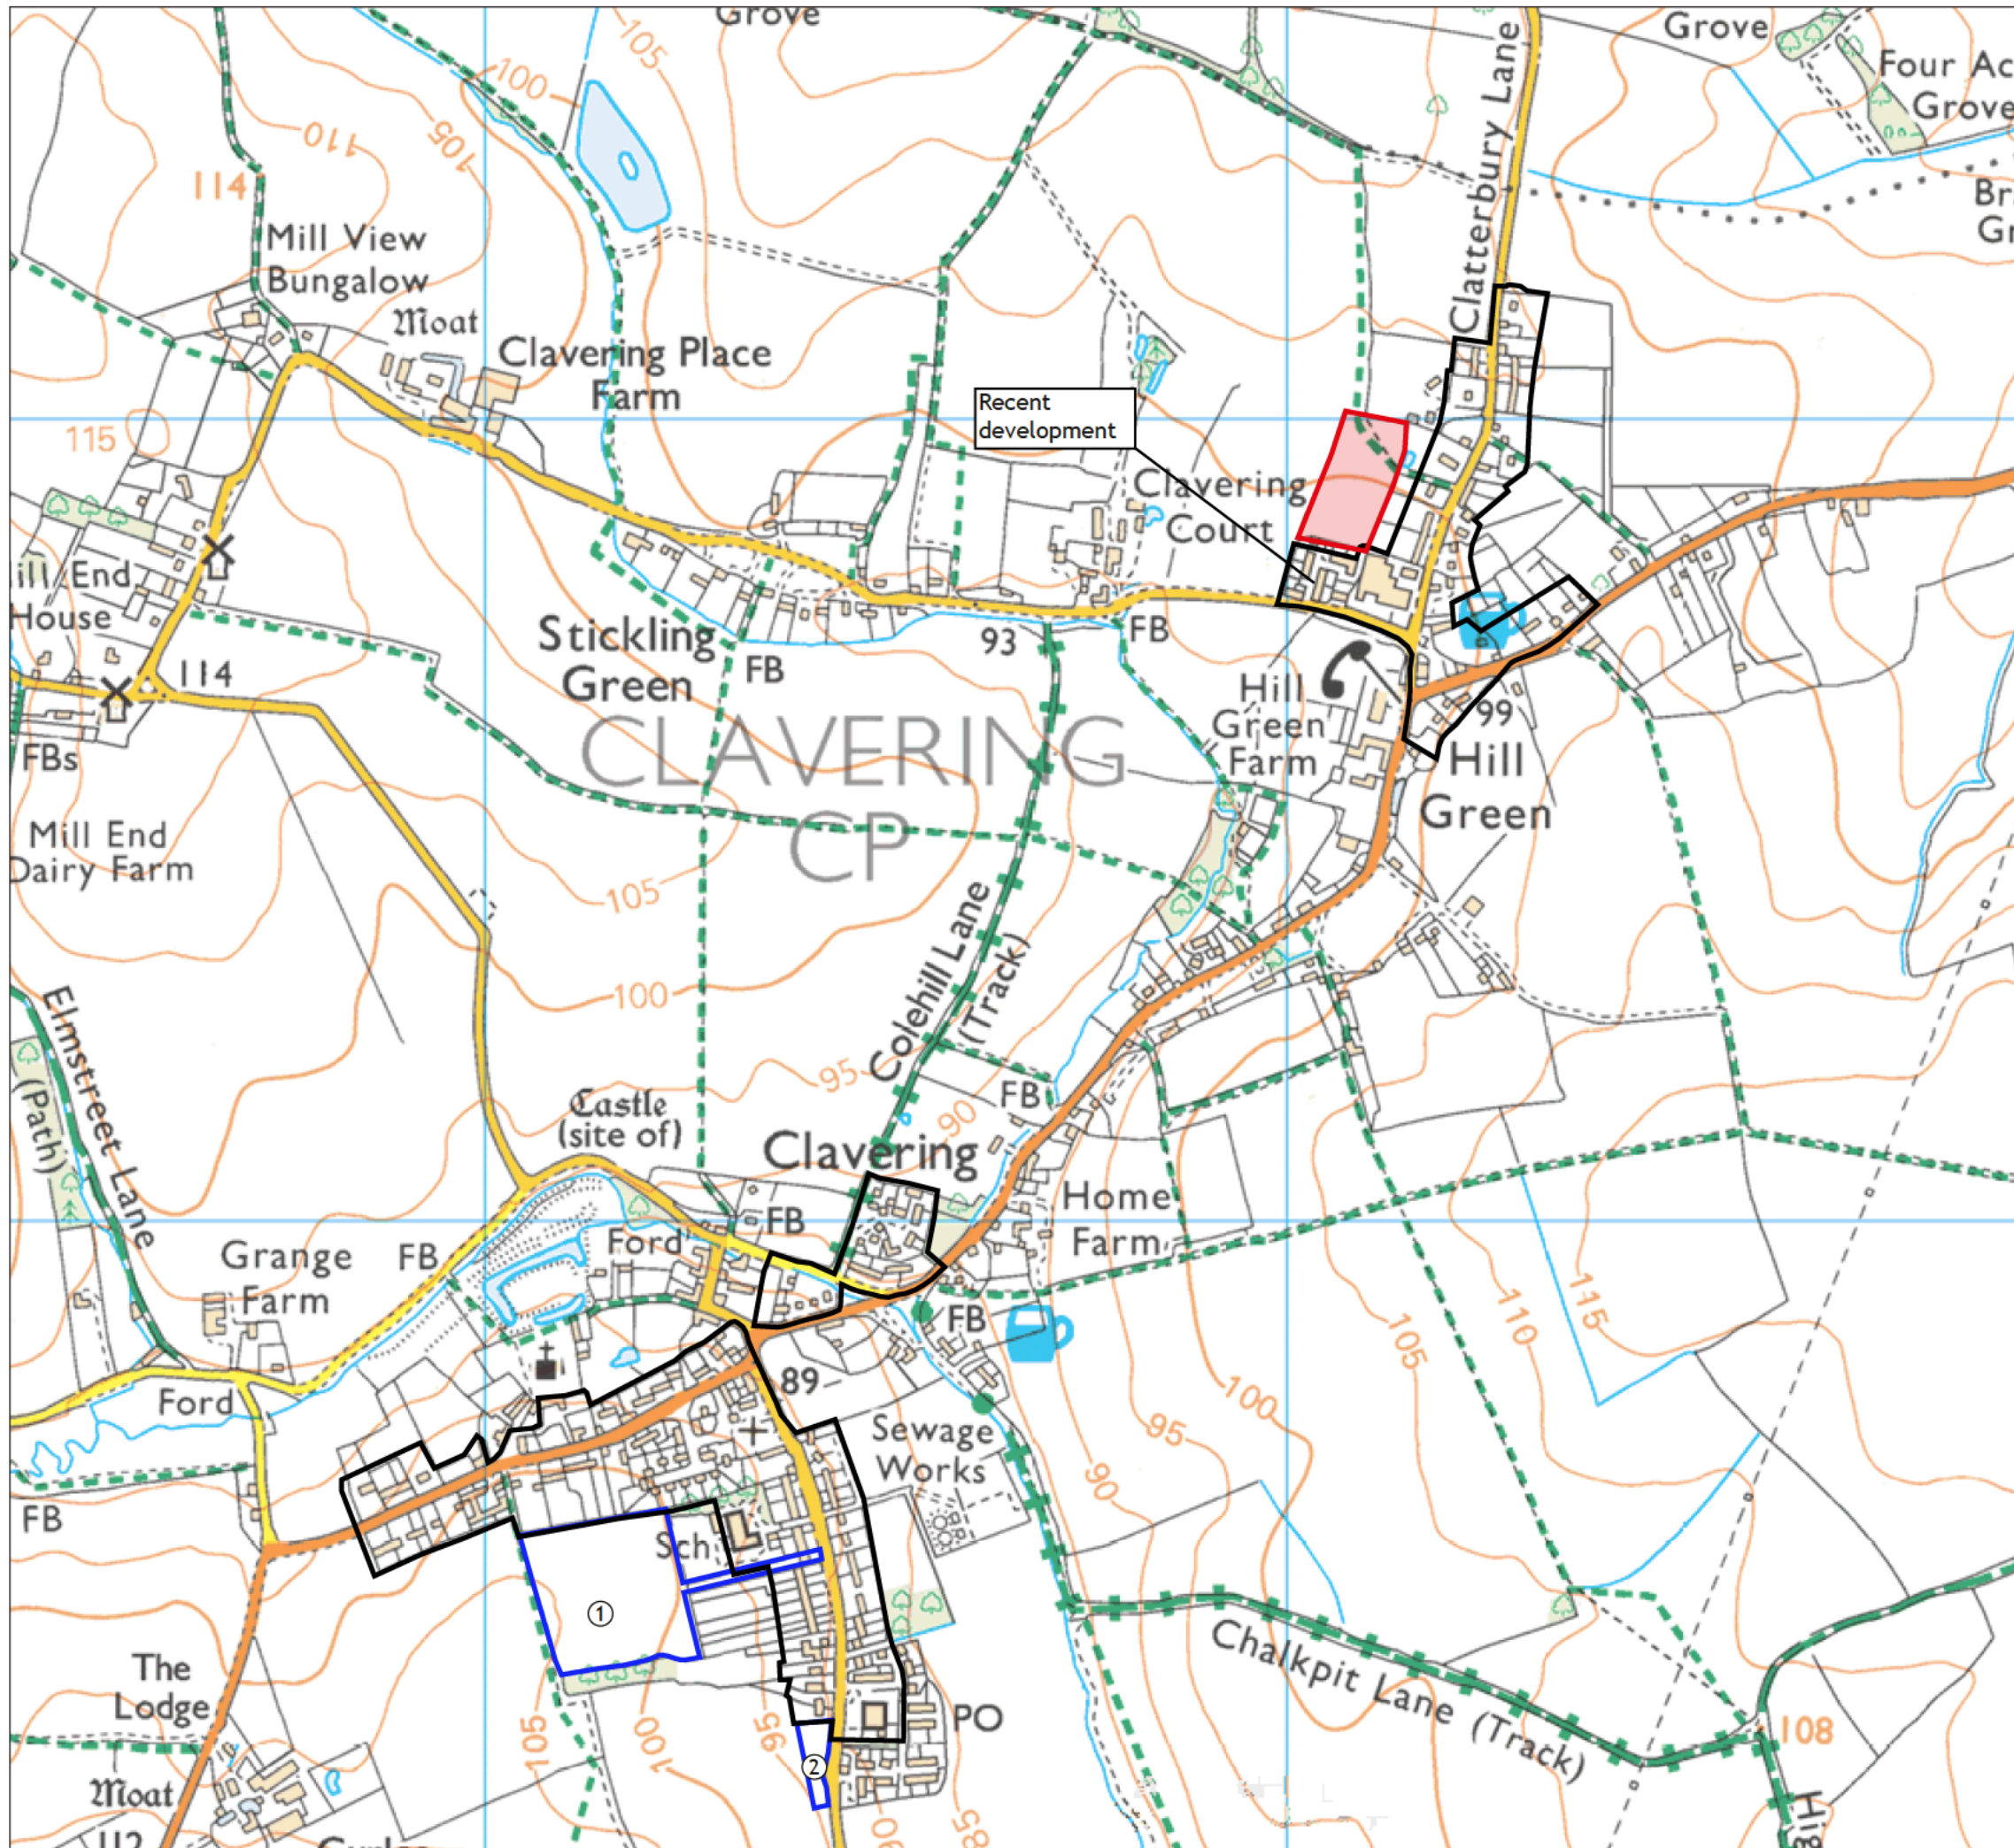 Grove
105
100
110
105
114
Mill View
Bungalow
Moat
Clavering Place
Farm
115
Clatterbury Lane
Grove
Four Ac
Grove
Br
Gr
Recent
development
Clavering
Court
ill End
House
114
FBs
Stickling
Green
FB
93
FB
CLAVERING
CP
Hill
Green
Farm
99
Hill
Green
Mill End
Dairy Farm
105
100
95
90
Colehill Lane
(Track)
Elmstreet Lane
(Path)
Castle
(site of)
Clavering
FB
FB
Home
Farm
Grange
Farm
FB
Ford
Ford
FB
FB
89
Sewage
Works
Sch
1
The
Lodge
Moat
105
100
95
2
PO
90
85
90
95
100
105
110
115
Chalkpit Lane (Track)
108
Hig